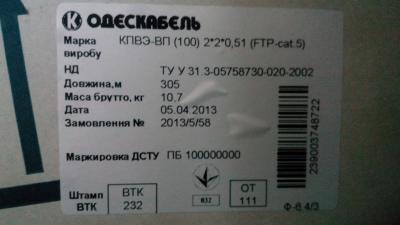 К ОДЕСКАБЕЛЬ
Марка виробу КПВЭ-ВП (100) 2*2*0,51 (FTP-cat.5)
НД ТУ У 31.3-05758730-020-2002
Довжина,м 305
Маса брутто, кг 10,7
Дата 05.04.2013
Замовлення № 2013/5/58
Маркировка ДСТУ ПБ 100000000
Штамп ВТК ВТК 232
032
ОТ 111
Ф-6.4/3
239003748722